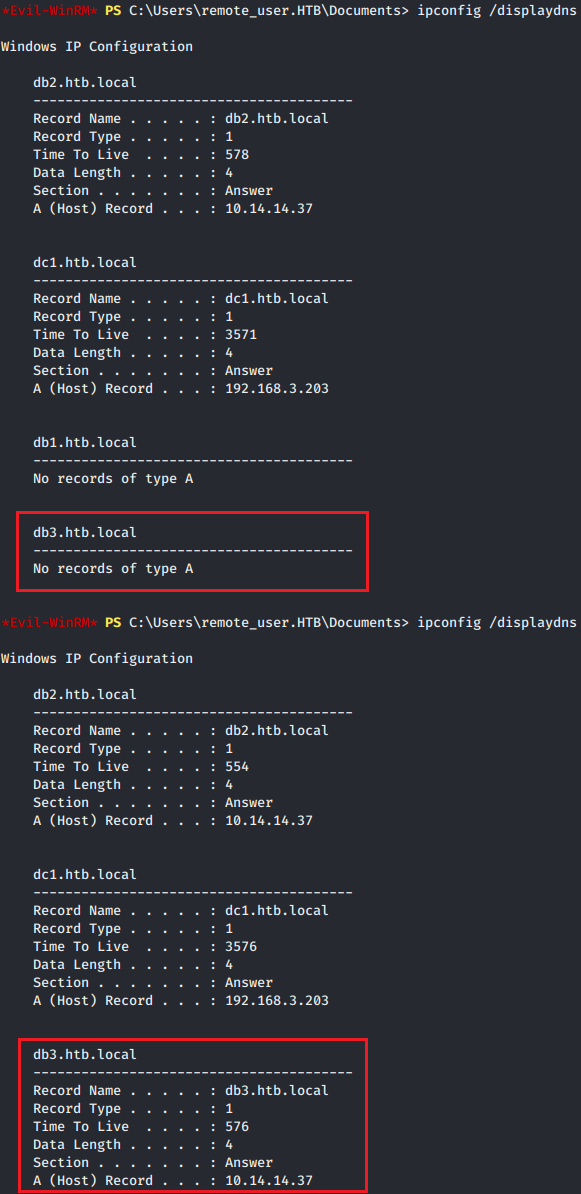 *Evil-WinRM* PS C:\Users\remote_user.HTB\Documents> ipconfig /displaydns
Windows IP Configuration
db2.htb.local
----------------------------------------
Record Name . . . . . : db2.htb.local
Record Type . . . . . : 1
Time To Live  . . . . : 578
Data Length . . . . . : 4
Section . . . . . . . : Answer
A (Host) Record . . . : 10.14.14.37
dc1.htb.local
----------------------------------------
Record Name . . . . . : dc1.htb.local
Record Type . . . . . : 1
Time To Live  . . . . : 3571
Data Length . . . . . : 4
Section . . . . . . . : Answer
A (Host) Record . . . : 192.168.3.203
db1.htb.local
----------------------------------------
No records of type A
db3.htb.local
----------------------------------------
No records of type A
*Evil-WinRM* PS C:\Users\remote_user.HTB\Documents> ipconfig /displaydns
Windows IP Configuration
db2.htb.local
----------------------------------------
Record Name . . . . . : db2.htb.local
Record Type . . . . . : 1
Time To Live  . . . . : 554
Data Length . . . . . : 4
Section . . . . . . . : Answer
A (Host) Record . . . : 10.14.14.37
dc1.htb.local
----------------------------------------
Record Name . . . . . : dc1.htb.local
Record Type . . . . . : 1
Time To Live  . . . . : 3576
Data Length . . . . . : 4
Section . . . . . . . : Answer
A (Host) Record . . . : 192.168.3.203
db3.htb.local
----------------------------------------
Record Name . . . . . : db3.htb.local
Record Type . . . . . : 1
Time To Live  . . . . : 576
Data Length . . . . . : 4
Section . . . . . . . : Answer
A (Host) Record . . . : 10.14.14.37